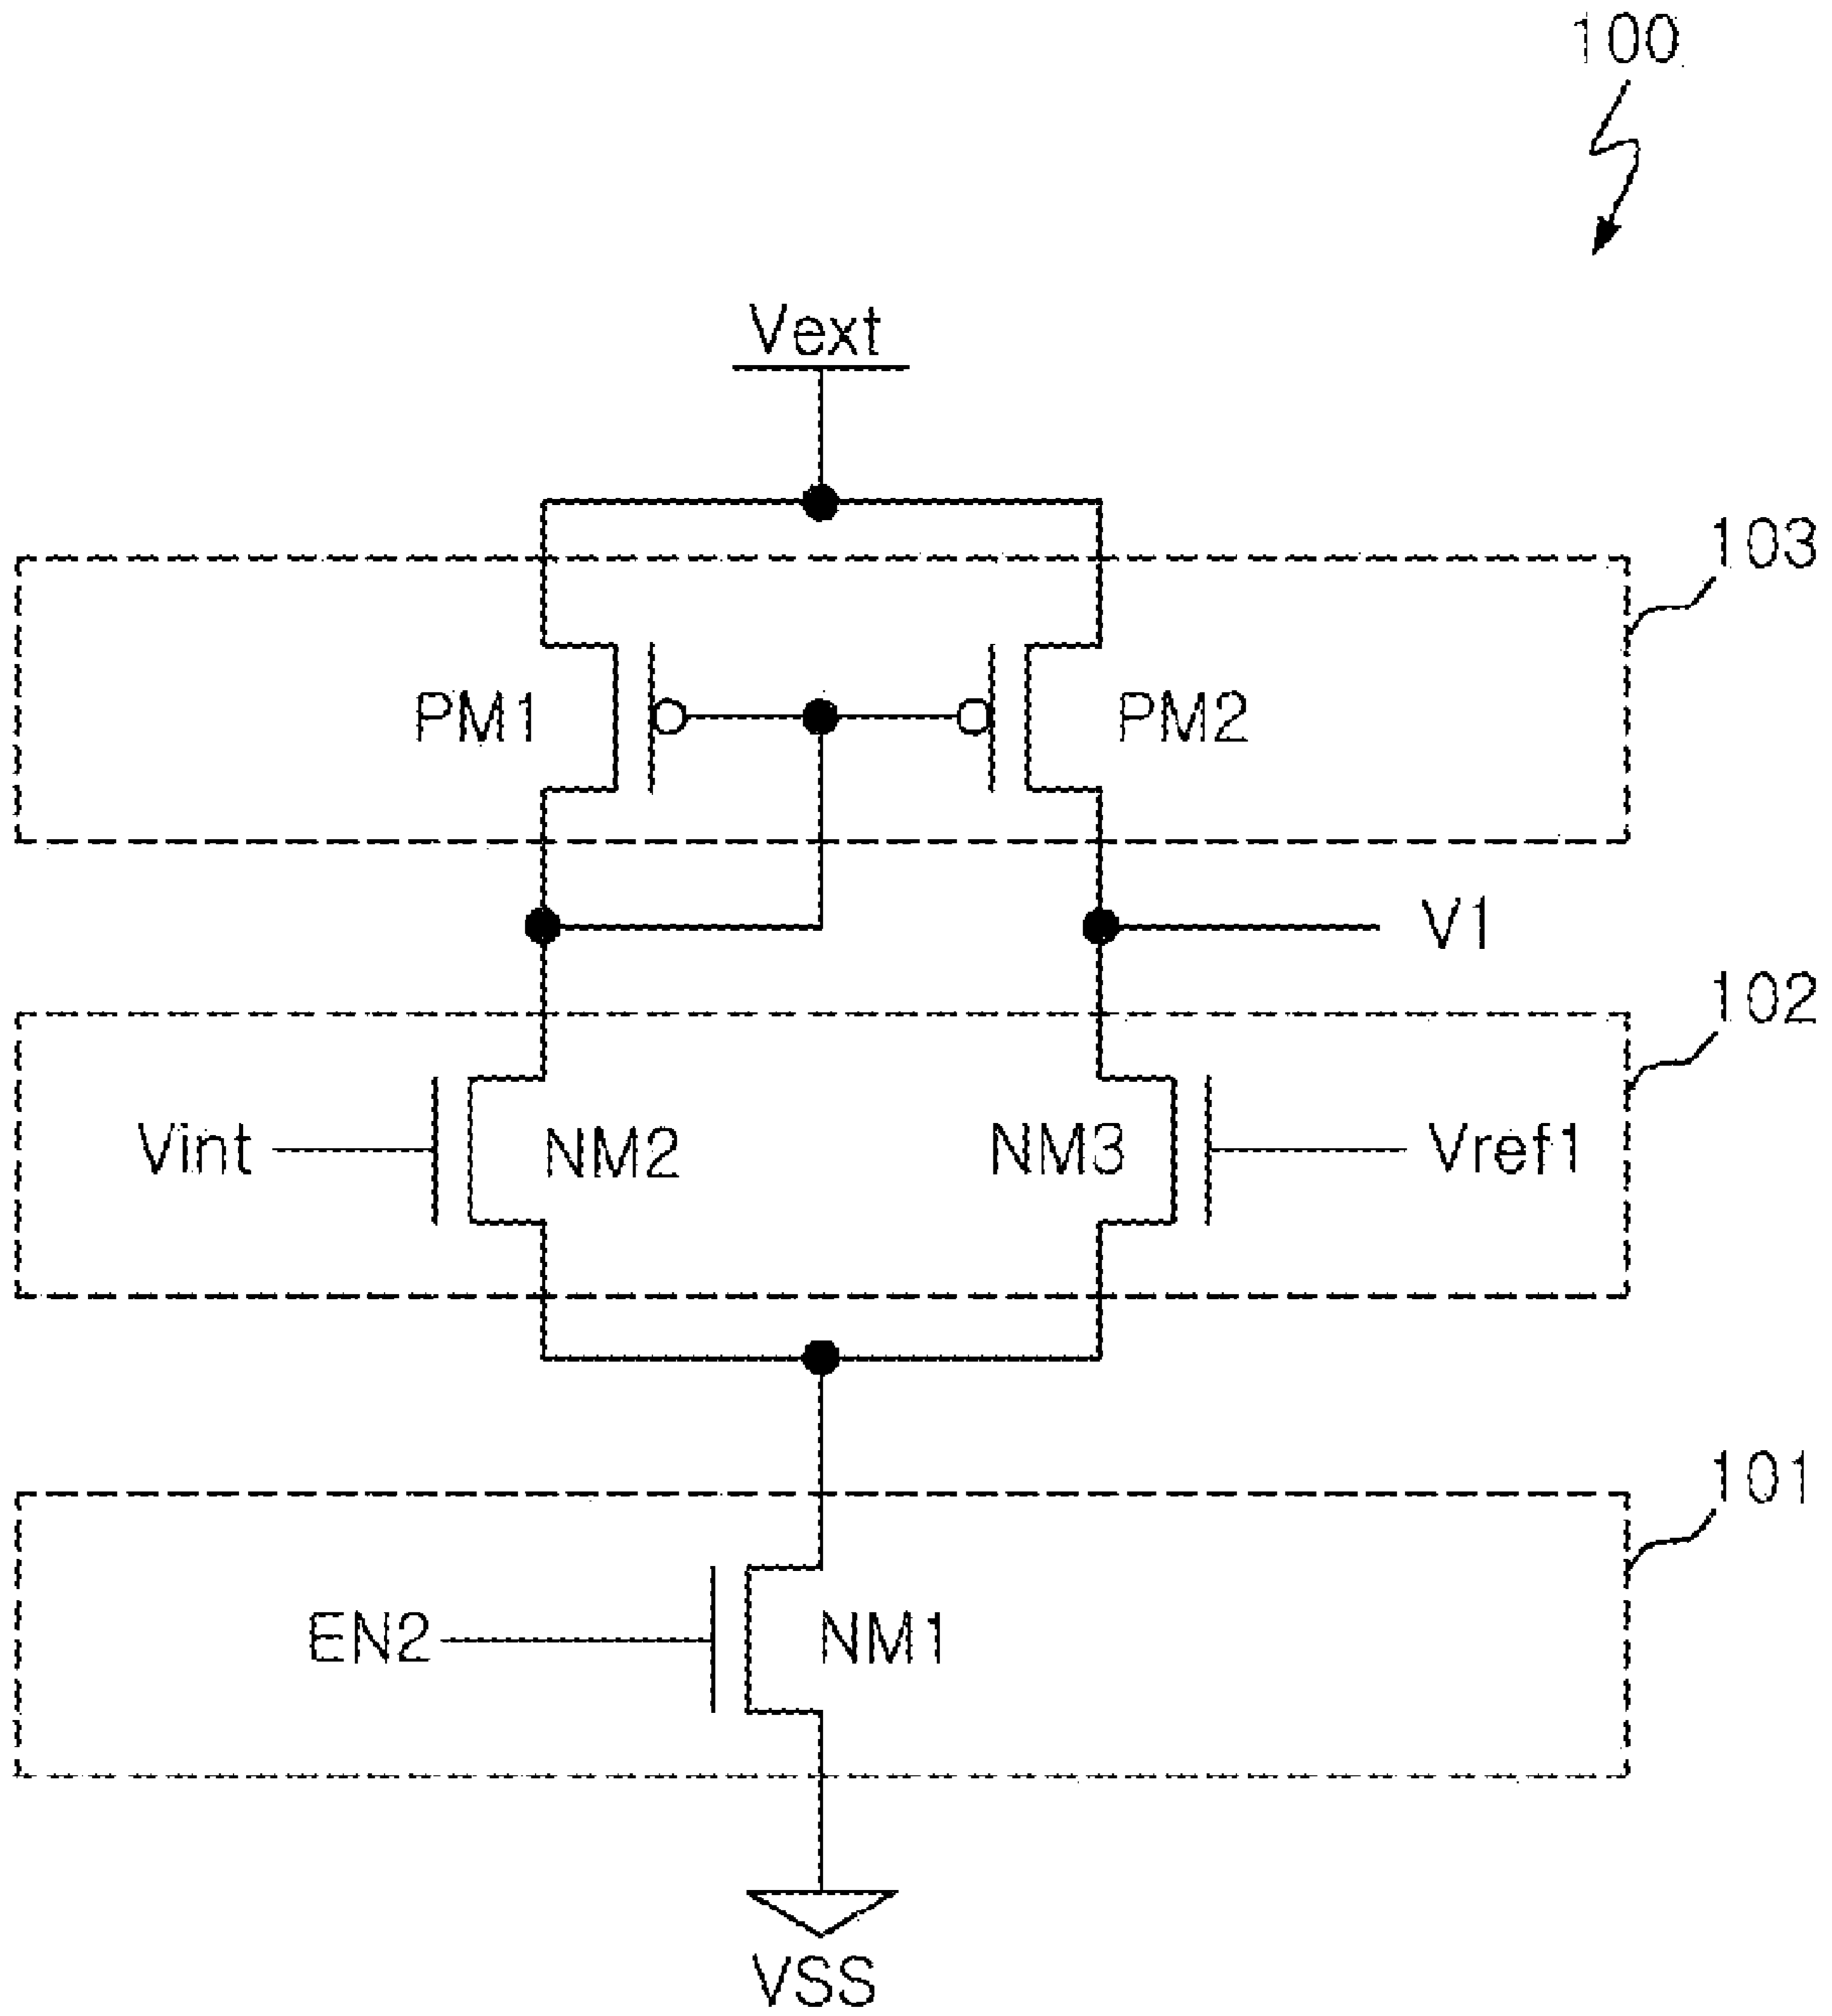 100
Vext
103
PM1 PM2
V1
102
Vint NM2 NM3 Vref1
101
EN2 NM1
VSS